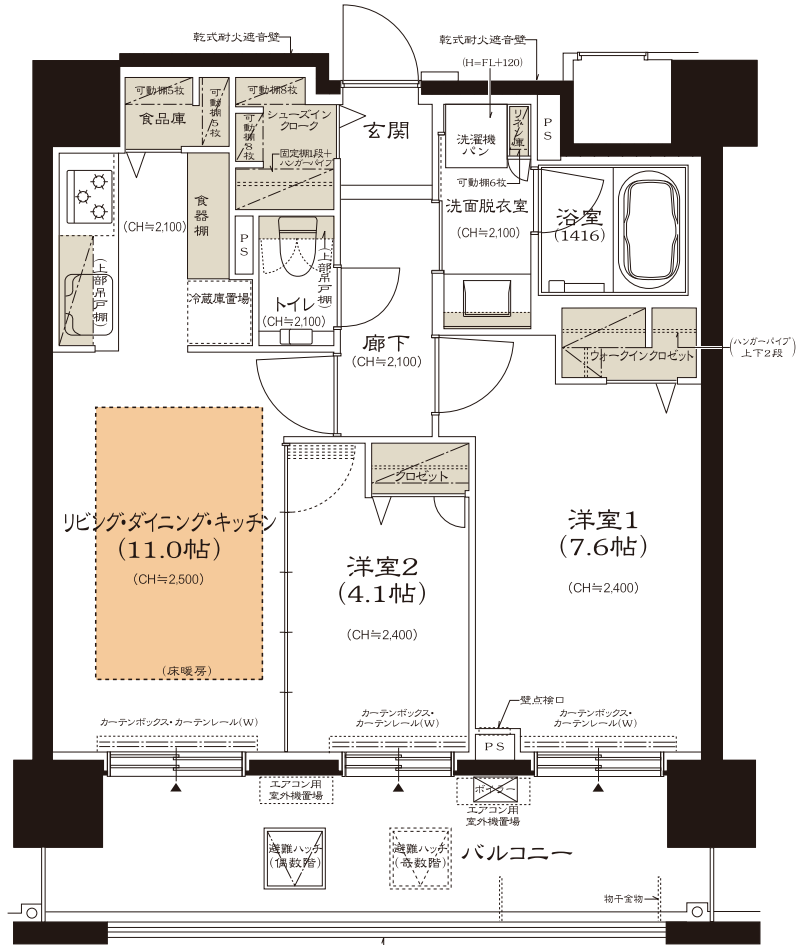 乾式耐火遮音壁
乾式耐火遮音壁
(H=FL+120)
可動棚5枚
可動棚5枚
食品庫
可動棚8枚
可動棚8枚
シューズイン
クローク
固定棚1段+
ハンガーパイプ
玄関
洗濯機
パン
リネン庫
PS
可動棚6枚
洗面脱衣室
(CH≒2,100)
浴室
(1416)
食器棚
(CH≒2,100)
PS
(上部吊戸棚)
(上部吊戸棚)
冷蔵庫置場
トイレ
(CH≒2,100)
廊下
(CH≒2,100)
ウォークインクロゼット
(ハンガーパイプ
上下2段)
クロゼット
リビング・ダイニング・キッチン
(11.0帖)
(CH≒2,500)
(床暖房)
洋室2
(4.1帖)
(CH≒2,400)
洋室1
(7.6帖)
(CH≒2,400)
壁点検口
カーテンボックス・カーテンレール(W)
カーテンボックス・
カーテンレール(W)
カーテンボックス・
カーテンレール(W)
PS
エアコン用
室外機置場
ボイラー
エアコン用
室外機置場
避難ハッチ
(偶数階)
避難ハッチ
(奇数階)
バルコニー
物干金物